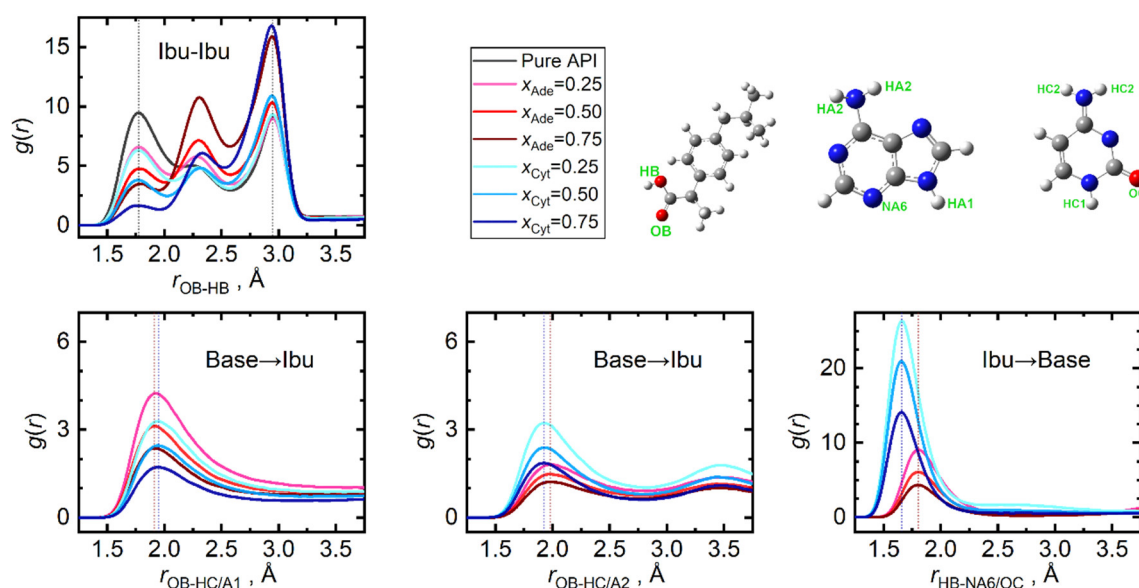 Ibu-Ibu
g(r)
15
10
5
0
1.5 2.0 2.5 3.0 3.5
rOB-HB , Å
Pure API
xAde=0.25
xAde=0.50
xAde=0.75
xCyt=0.25
xCyt=0.50
xCyt=0.75
HB
OB
HA2
HA2
NA6
HA1
HC2
HC2
HC1
Base→Ibu
g(r)
6
3
0
1.5 2.0 2.5 3.0 3.5
rOB-HC/A1 , Å
Base→Ibu
g(r)
6
3
0
1.5 2.0 2.5 3.0 3.5
rOB-HC/A2 , Å
Ibu→Base
g(r)
20
10
0
1.5 2.0 2.5 3.0 3.5
rHB-NA6/OC , Å